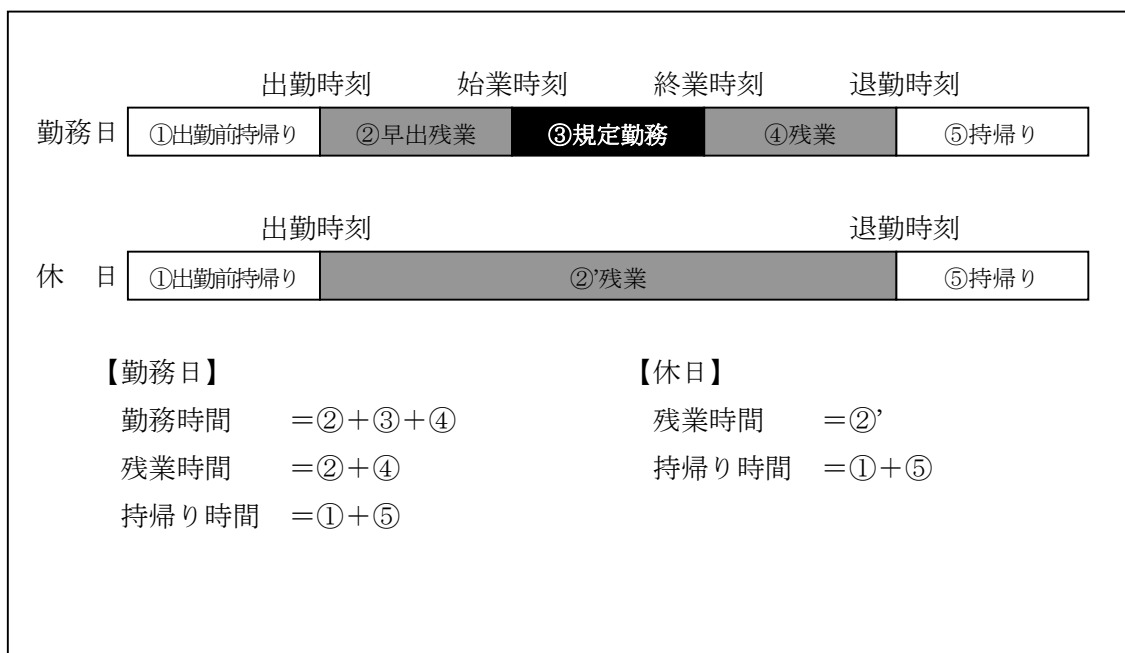 出勤時刻 始業時刻 終業時刻 退勤時刻
勤務日 ①出勤前持帰り ②早出残業 ③規定勤務 ④残業 ⑤持帰り
出勤時刻 退勤時刻
休 日 ①出勤前持帰り ②’残業 ⑤持帰り
【勤務日】 【休日】
勤務時間 =②+③+④ 残業時間 =②’
残業時間 =②+④ 持帰り時間 =①+⑤
持帰り時間 =①+⑤